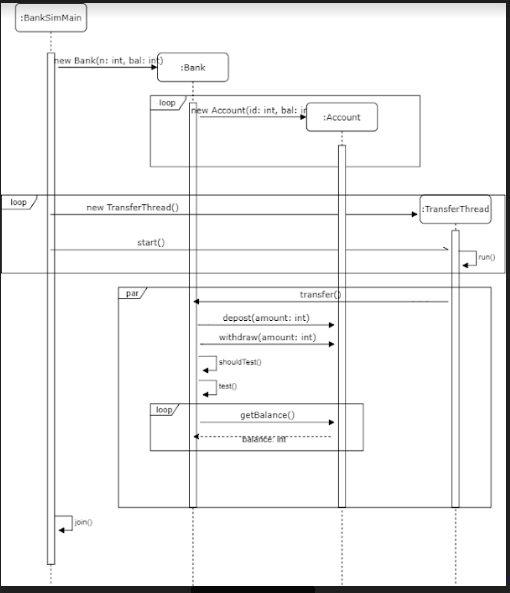 :BankSimMain
new Bank(n: int, bal: int)
:Bank
loop
new Account(id: int, bal: in
:Account
loop
new TransferThread()
:TransferThread
start()
run()
par
transfer()
depost(amount: int)
withdraw(amount: int)
shouldTest()
test()
loop
getBalance()
balance: int
join()